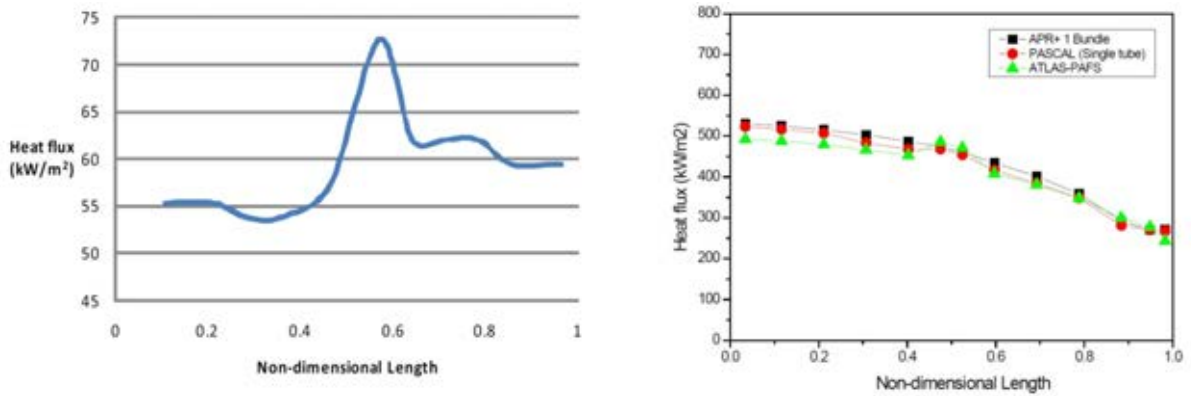 75
70
65
60
55
50
45
Heat flux
(kW/m²)
0 0.2 0.4 0.6 0.8 1
Non-dimensional Length
800
700
600
500
400
300
200
100
0
Heat flux (kW/m2)
APR+ 1 Bundle
PASCAL (Single tube)
ATLAS-PAFS
0.0 0.2 0.4 0.6 0.8 1.0
Non-dimensional Length